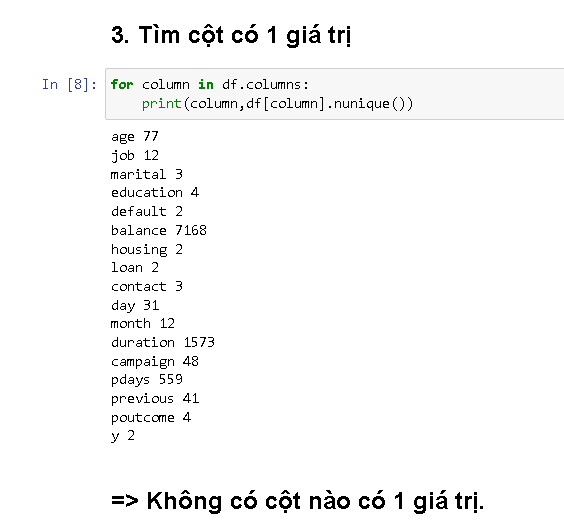 3. Tìm cột có 1 giá trị
In [8]: for column in df.columns:
print(column,df[column].nunique())
age 77
job 12
marital 3
education 4
default 2
balance 7168
housing 2
loan 2
contact 3
day 31
month 12
duration 1573
campaign 48
pdays 559
previous 41
poutcome 4
y 2
=> Không có cột nào có 1 giá trị.